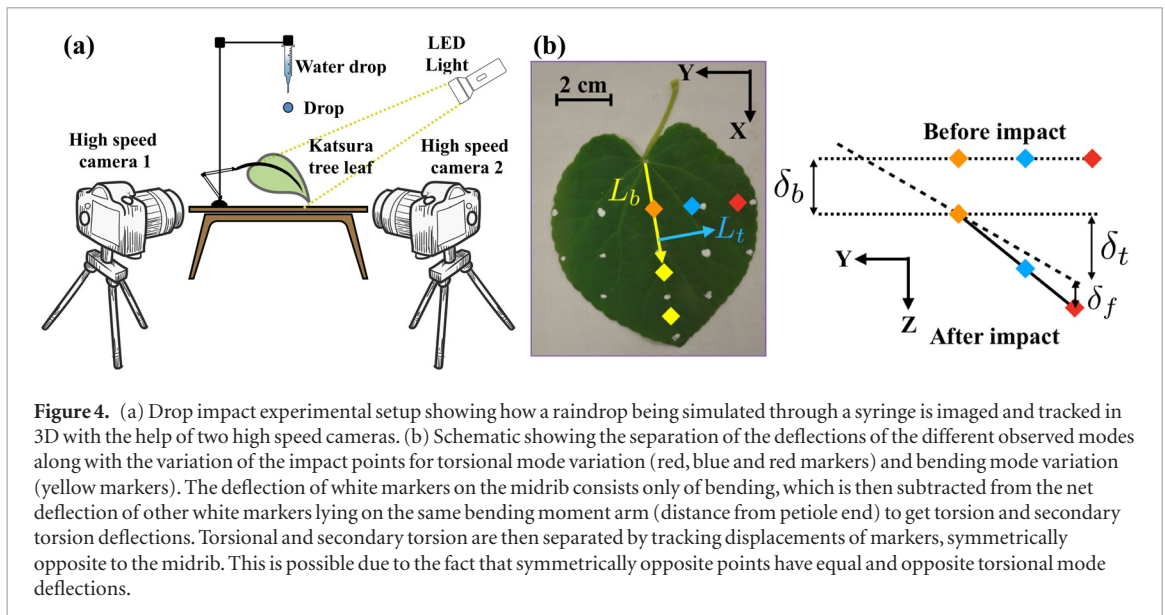 (a)
Water drop
Drop
LED
Light
High speed
camera 1
Katsura
tree leaf
High speed
camera 2
(b)
2 cm
Y
X
L_b
L_t
Before impact
δ_b
δ_t
δ_f
Y
Z
After impact
Figure 4. (a) Drop impact experimental setup showing how a raindrop being simulated through a syringe is imaged and tracked in
3D with the help of two high speed cameras. (b) Schematic showing the separation of the deflections of the different observed modes
along with the variation of the impact points for torsional mode variation (red, blue and red markers) and bending mode variation
(yellow markers). The deflection of white markers on the midrib consists only of bending, which is then subtracted from the net
deflection of other white markers lying on the same bending moment arm (distance from petiole end) to get torsion and secondary
torsion deflections. Torsional and secondary torsion are then separated by tracking displacements of markers, symmetrically
opposite to the midrib. This is possible due to the fact that symmetrically opposite points have equal and opposite torsional mode
deflections.